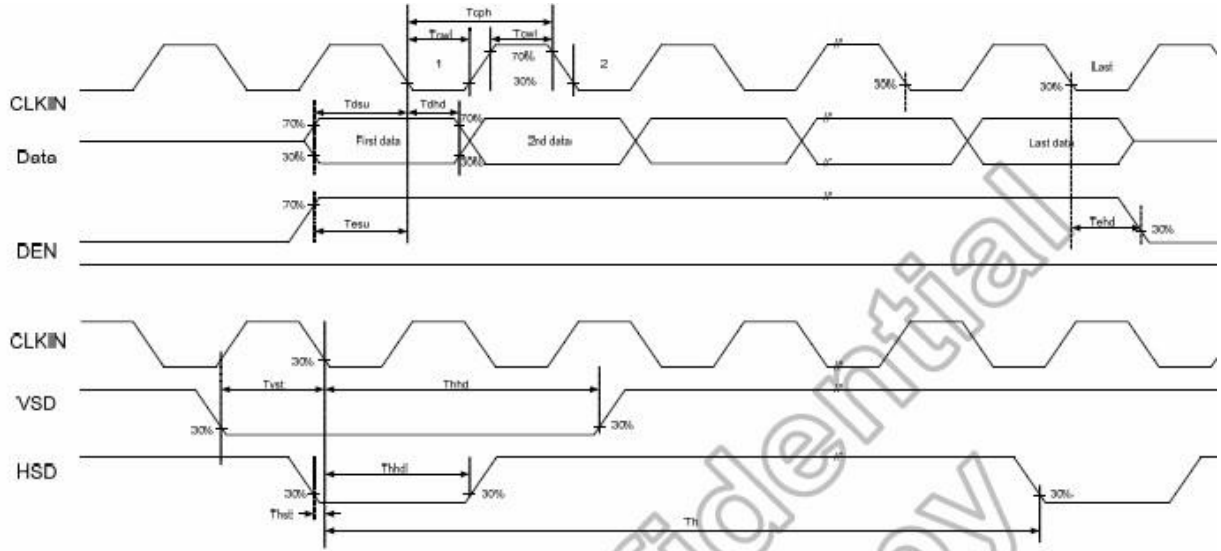 Tcph
Tcwl
Tcwl
1
70%
30%
2
30%
30%
Last
CLKIN
Tdsu
Tdhd
70%
70%
First data
2nd data
Last data
Data
30%
30%
70%
Tesu
Tehd
30%
DEN
CLKIN
30%
Tvst
Thhd
VSD
30%
30%
HSD
Thhd
30%
30%
30%
Thst
Th